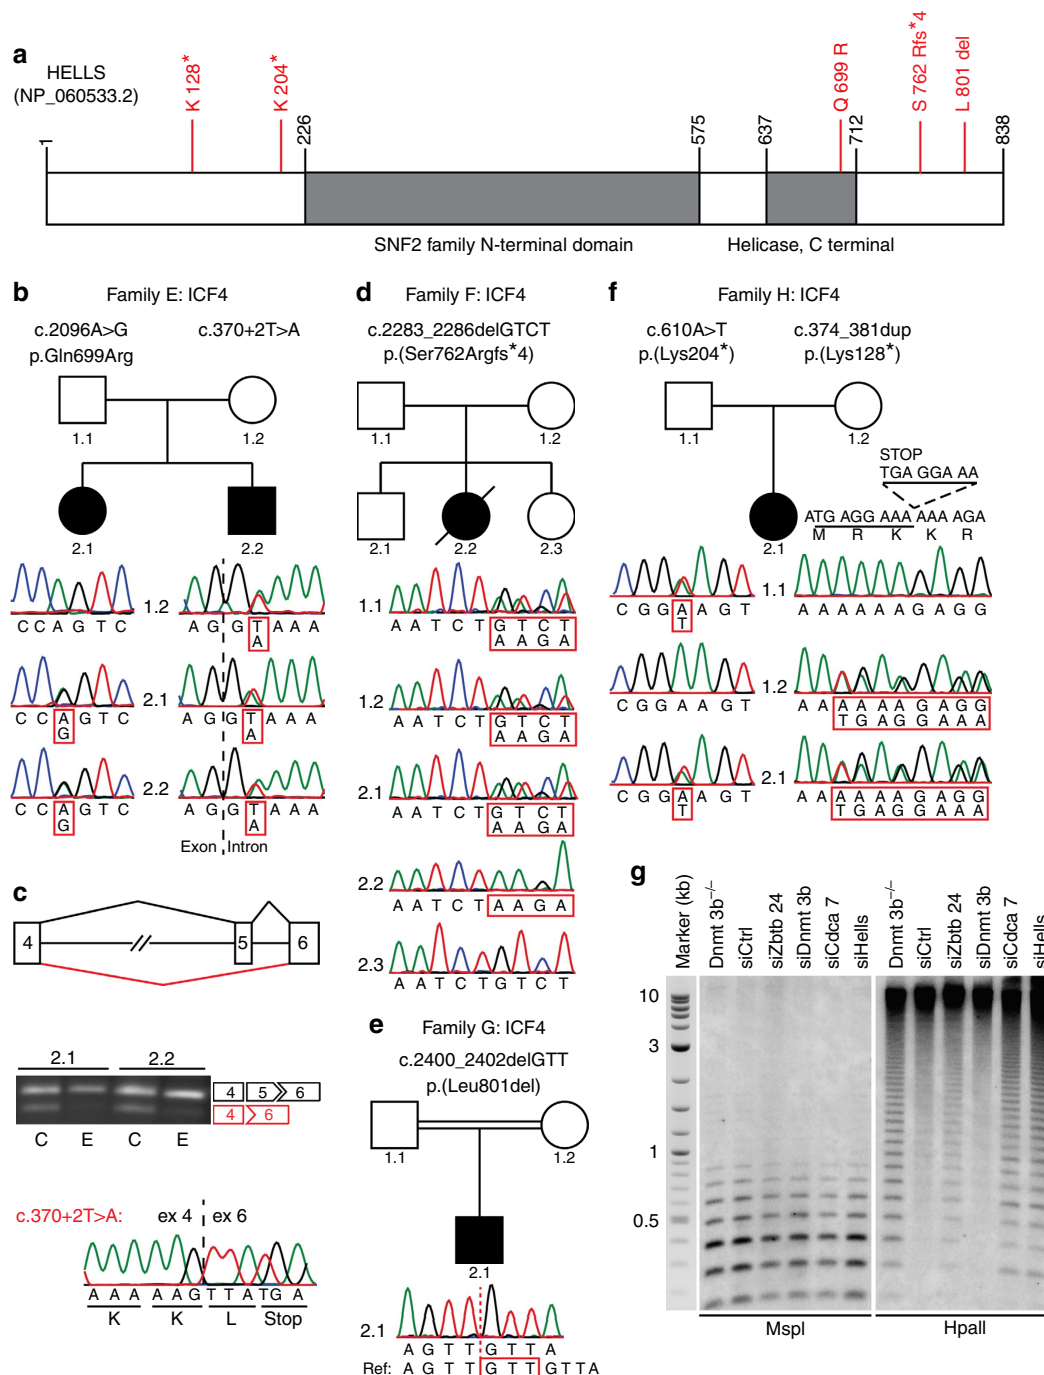 a
HELLS
(NP_060533.2)
K 128*
K 204*
Q 699 R
S 762 Rfs*4
L 801 del
1
226
575
637
712
838
SNF2 family N-terminal domain
Helicase, C terminal
b
Family E: ICF4
c.2096A>G
p.Gln699Arg
c.370+2T>A
1.1
1.2
2.1
2.2
1.2
C C A G T C
A G G T A A A
A
2.1
C C A G T C
G
A G G T A A A
A
2.2
C C A G T C
G
A G G T A A A
A
Exon
Intron
c
4
5
6
2.1
2.2
4 5 6
4 6
C E C E
c.370+2T>A:
ex 4
ex 6
A A A A A G T T A T G A
K K L Stop
d
Family F: ICF4
c.2283_2286delGTCT
p.(Ser762Argfs*4)
1.1
1.2
2.1
2.2
2.3
1.1
A A T C T G T C T
A A G A
1.2
A A T C T G T C T
A A G A
2.1
A A T C T G T C T
A A G A
2.2
A A T C T A A G A
2.3
A A T C T G T C T
e
Family G: ICF4
c.2400_2402delGTT
p.(Leu801del)
1.1
1.2
2.1
2.1
A G T T G T T A
Ref: A G T T G T T G T T A
f
Family H: ICF4
c.610A>T
p.(Lys204*)
c.374_381dup
p.(Lys128*)
1.1
1.2
STOP
TGA GGA AA
ATG AGG AAA AAA AGA
M R K K R
2.1
1.1
C G G A A G T
T
A A A A A A G A G G
1.2
C G G A A G T
A A A A A A G A G G
T G A G G A A A
2.1
C G G A A G T
T
A A A A A A G A G G
T G A G G A A A
g
Marker (kb)
Dnmt 3b−/−
siCtrl
siZbtb 24
siDnmt 3b
siCdca 7
siHells
Dnmt 3b−/−
siCtrl
siZbtb 24
siDnmt 3b
siCdca 7
siHells
10
3
1
0.5
MspI
HpaII